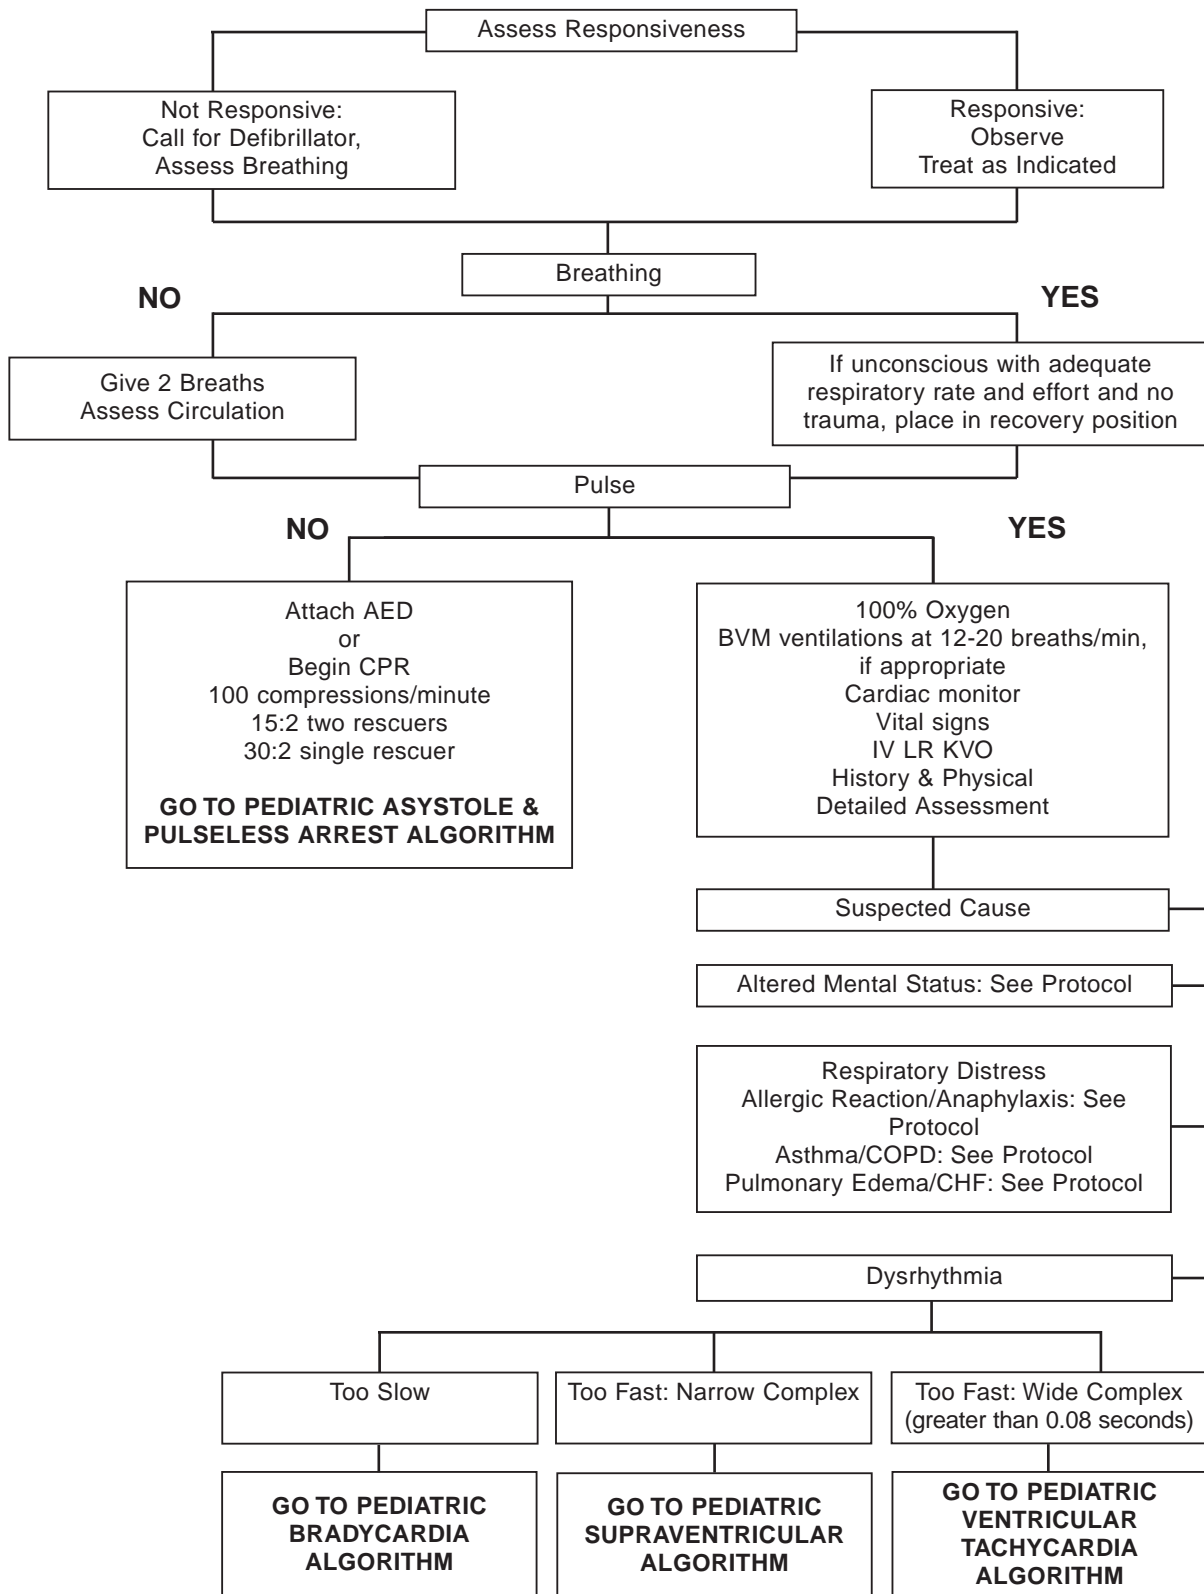 Assess Responsiveness
Not Responsive:
Call for Defibrillator,
Assess Breathing
Responsive:
Observe
Treat as Indicated
Breathing
NO
YES
Give 2 Breaths
Assess Circulation
If unconscious with adequate
respiratory rate and effort and no
trauma, place in recovery position
Pulse
NO
YES
Attach AED
or
Begin CPR
100 compressions/minute
15:2 two rescuers
30:2 single rescuer
GO TO PEDIATRIC ASYSTOLE &
PULSELESS ARREST ALGORITHM
100% Oxygen
BVM ventilations at 12-20 breaths/min,
if appropriate
Cardiac monitor
Vital signs
IV LR KVO
History & Physical
Detailed Assessment
Suspected Cause
Altered Mental Status: See Protocol
Respiratory Distress
Allergic Reaction/Anaphylaxis: See
Protocol
Asthma/COPD: See Protocol
Pulmonary Edema/CHF: See Protocol
Dysrhythmia
Too Slow
Too Fast: Narrow Complex
Too Fast: Wide Complex
(greater than 0.08 seconds)
GO TO PEDIATRIC
BRADYCARDIA
ALGORITHM
GO TO PEDIATRIC
SUPRAVENTRICULAR
ALGORITHM
GO TO PEDIATRIC
VENTRICULAR
TACHYCARDIA
ALGORITHM